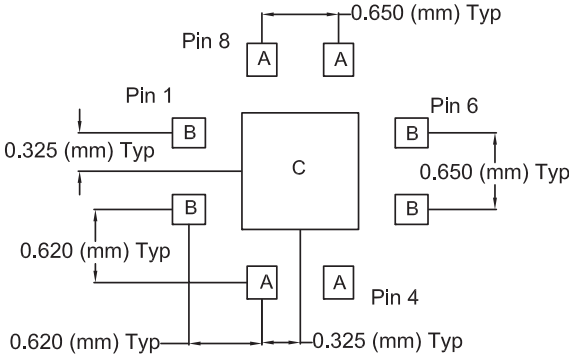 0.650 (mm) Typ
Pin 8
A A
Pin 1
Pin 6
B B
0.325 (mm) Typ
C
0.650 (mm) Typ
B B
0.620 (mm) Typ
A A
Pin 4
0.620 (mm) Typ
0.325 (mm) Typ